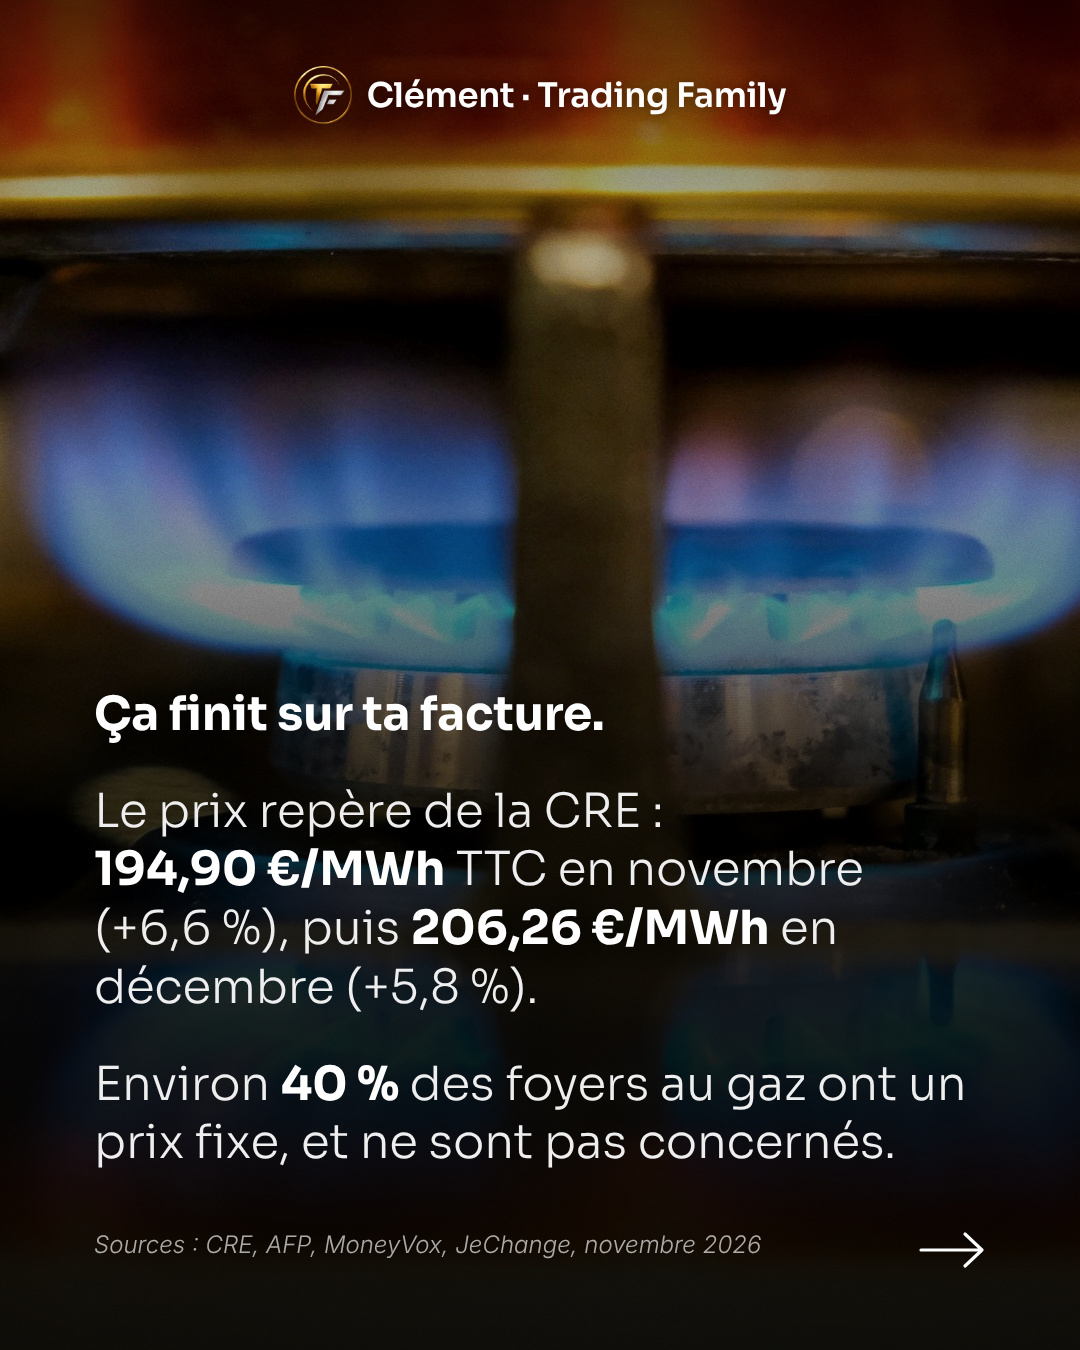 TF Clément · Trading Family
Ça finit sur ta facture.
Le prix repère de la CRE :
194,90 €/MWh TTC en novembre
(+6,6 %), puis 206,26 €/MWh en
décembre (+5,8 %).
Environ 40 % des foyers au gaz ont un
prix fixe, et ne sont pas concernés.
Sources : CRE, AFP, MoneyVox, JeChange, novembre 2026